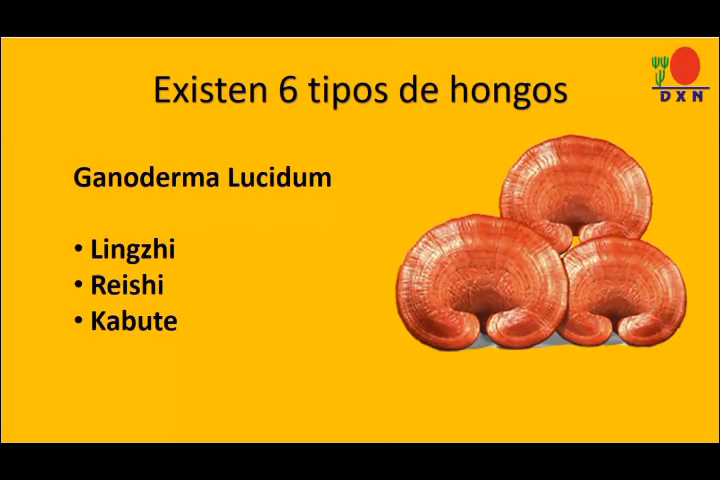 Existen 6 tipos de hongos
DXN
Ganoderma Lucidum
• Lingzhi
• Reishi
• Kabute